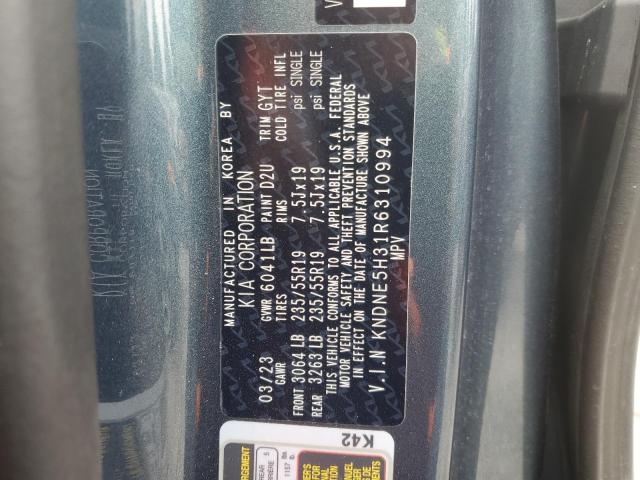 MANUFACTURED IN KOREA BY
KIA CORPORATION
03/23 GVWR 6041LB PAINT D2U TRIM GYT
GAWR TIRES RIMS COLD TIRE INFL
FRONT 3064 LB 235/55R19 7.5Jx19 psi SINGLE
REAR 3263 LB 235/55R19 7.5Jx19 psi SINGLE
THIS VEHICLE CONFORMS TO ALL APPLICABLE U.S.A. FEDERAL
MOTOR VEHICLE SAFETY AND THEFT PREVENTION STANDARDS
IN EFFECT ON THE DATE OF MANUFACTURE SHOWN ABOVE
V.I.N KNDNE5H31R6310994
MPV
K42